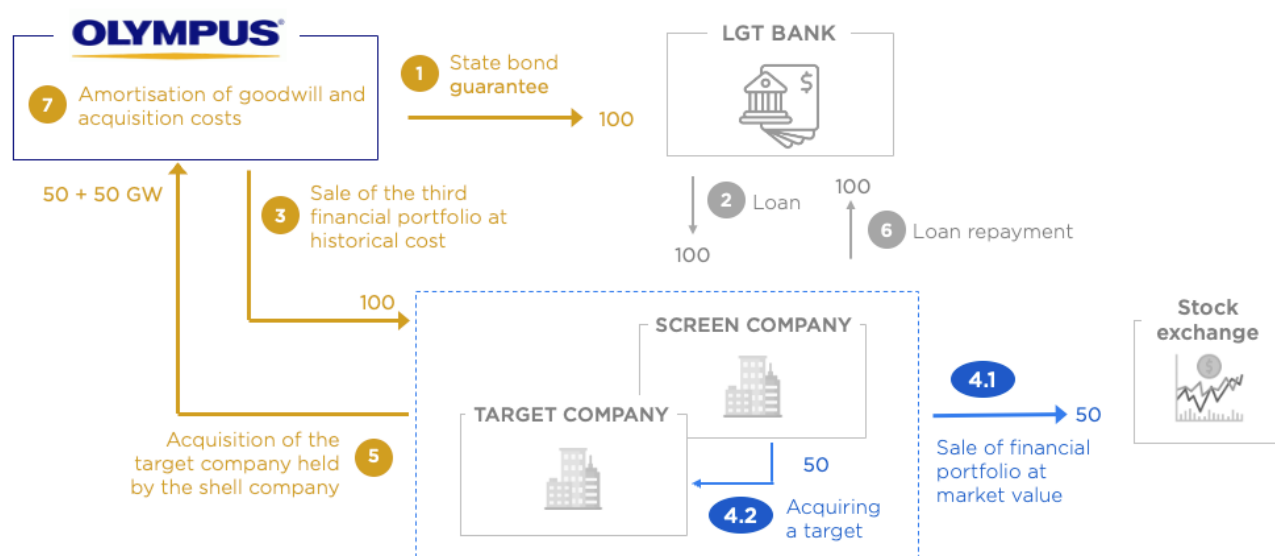 OLYMPUS
7
Amortisation of goodwill and
acquisition costs
1
State bond
guarantee
100
LGT BANK
$
50 + 50 GW
3
Sale of the third
financial portfolio at
historical cost
100
2
Loan
100
100
6
Loan repayment
SCREEN COMPANY
TARGET COMPANY
50
4.2
Acquiring
a target
4.1
50
Sale of financial
portfolio at
market value
Stock
exchange
$
Acquisition of the
target company held
by the shell company
5